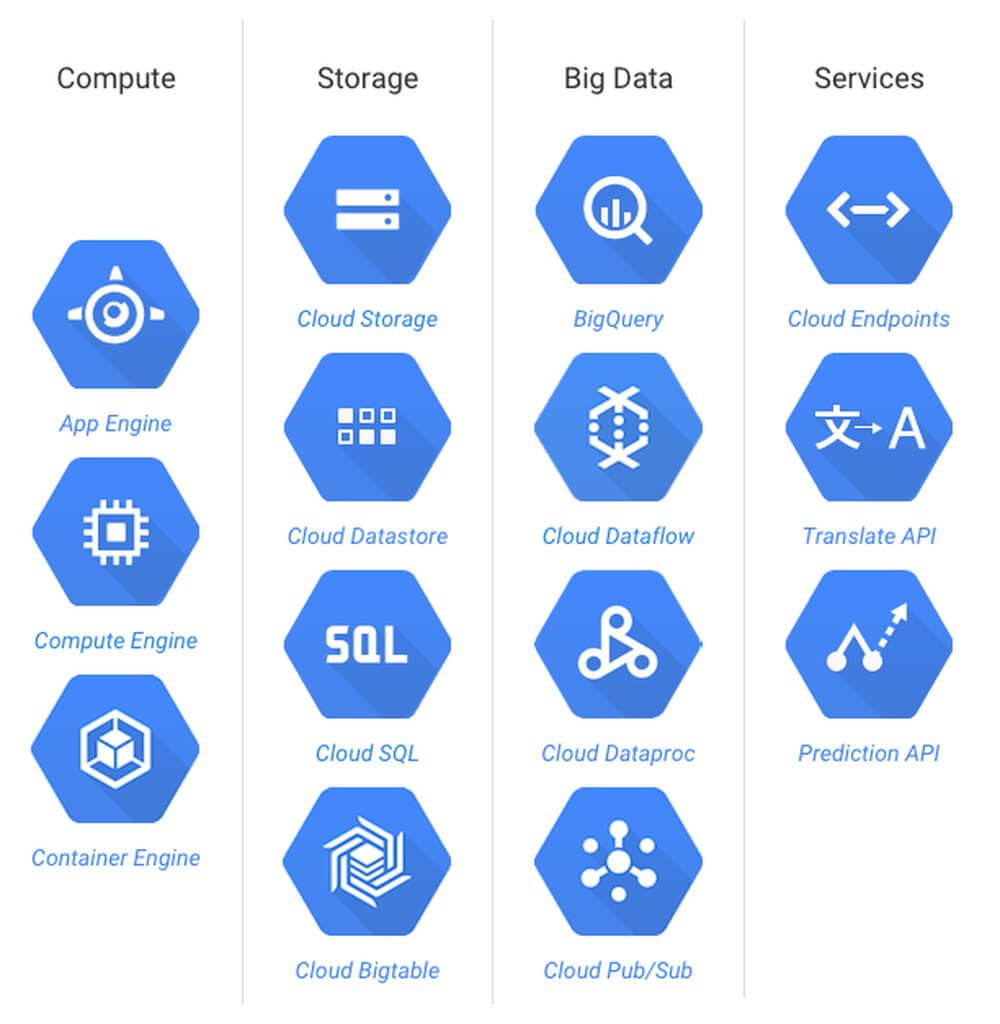 Compute
App Engine
Compute Engine
Container Engine
Storage
Cloud Storage
Cloud Datastore
SQL
Cloud SQL
Cloud Bigtable
Big Data
BigQuery
Cloud Dataflow
Cloud Dataproc
Cloud Pub/Sub
Services
Cloud Endpoints
文→A
Translate API
Prediction API